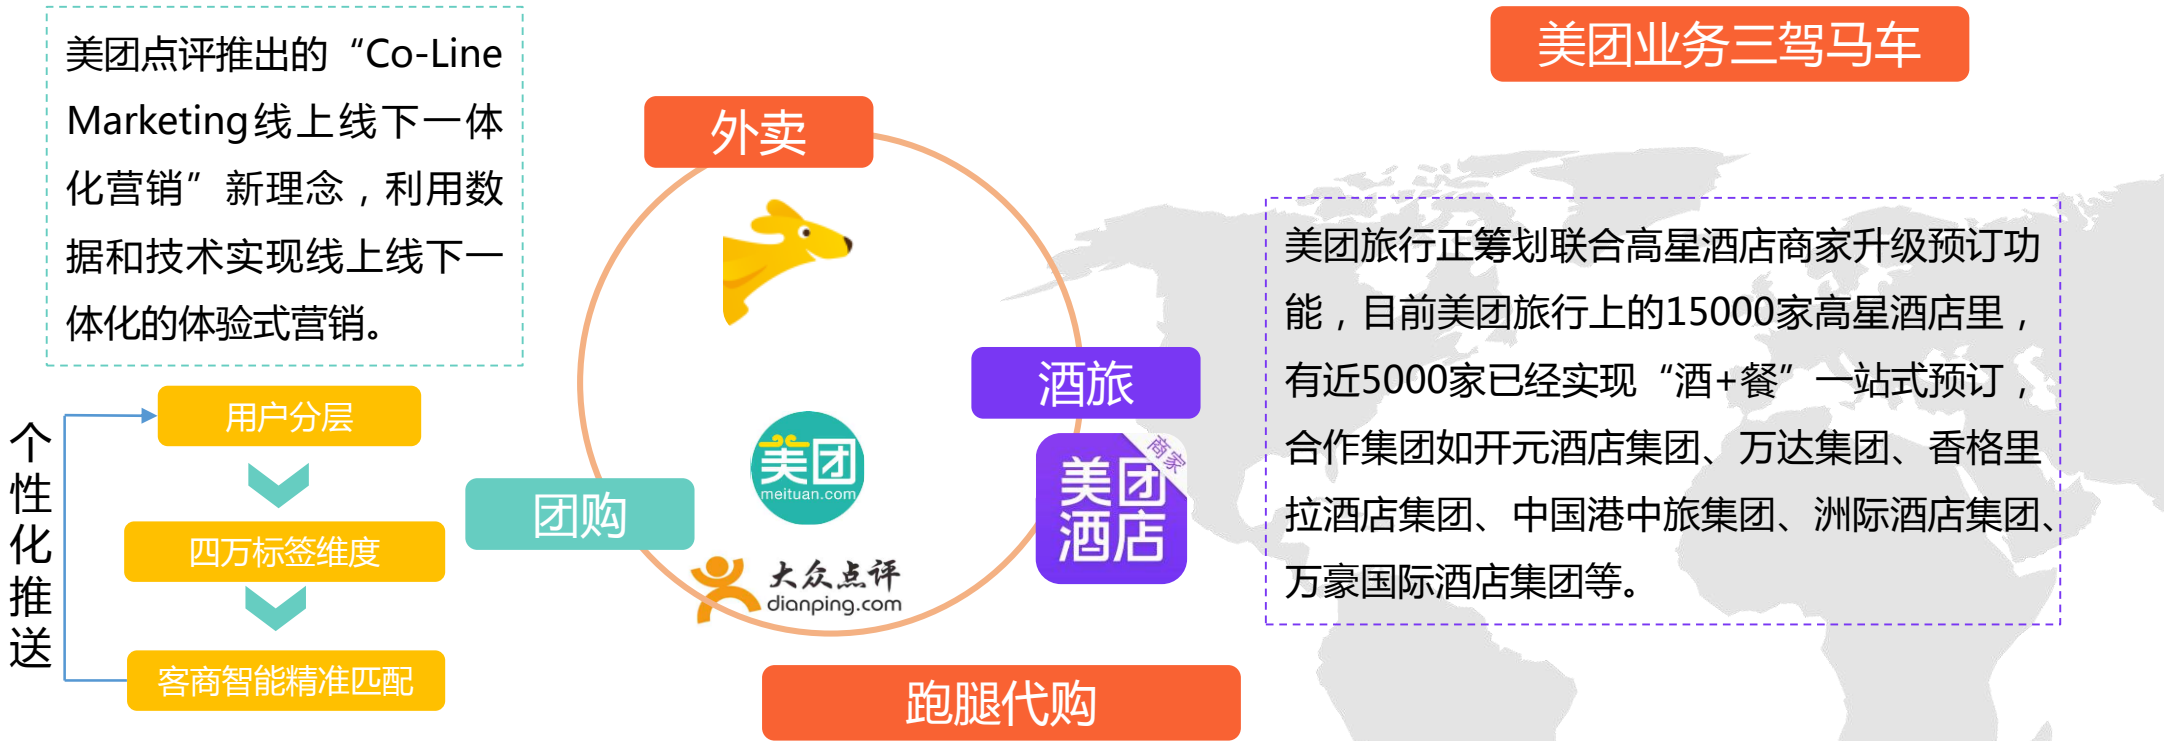 美团业务三驾马车
美团点评推出的“Co-Line
Marketing线上线下一体
化营销”新理念，利用数
据和技术实现线上线下一
体化的体验式营销。
个性化推送
用户分层
四万标签维度
客商智能精准匹配
外卖
团购
美团
meituan.com
大众点评
dianping.com
酒旅
商家
美团
酒店
美团旅行正筹划联合高星酒店商家升级预订功
能，目前美团旅行上的15000家高星酒店里，
有近5000家已经实现“酒+餐”一站式预订，
合作集团如开元酒店集团、万达集团、香格里
拉酒店集团、中国港中旅集团、洲际酒店集团、
万豪国际酒店集团等。
跑腿代购